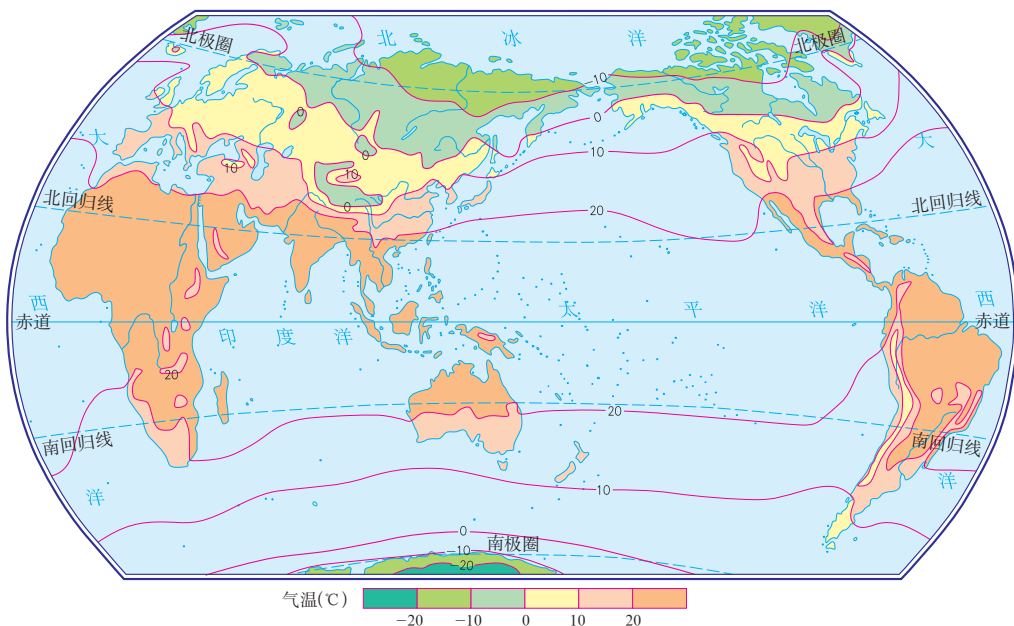 北极圈
北 冰 洋
北极圈
-10
0
0
大
大
0
10
10
10
0
北回归线
北回归线
20
西
西
太 平 洋
赤道
赤道
印 度 洋
20
20
南回归线
南回归线
洋
洋
10
0
南极圈
-10
-20
气温(℃)
−20 −10 0 10 20